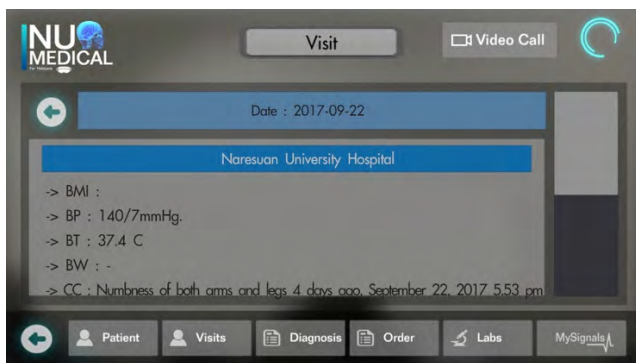 NU
MEDICAL
Visit
Video Call
Date : 2017-09-22
Naresuan University Hospital
-> BMI :
-> BP : 140/7mmHg.
-> BT : 37.4 C
-> BW : -
-> CC : Numbness of both arms and legs 4 days ago, September 22, 2017 5.53 pm
Patient
Visits
Diagnosis
Order
Labs
MySignals